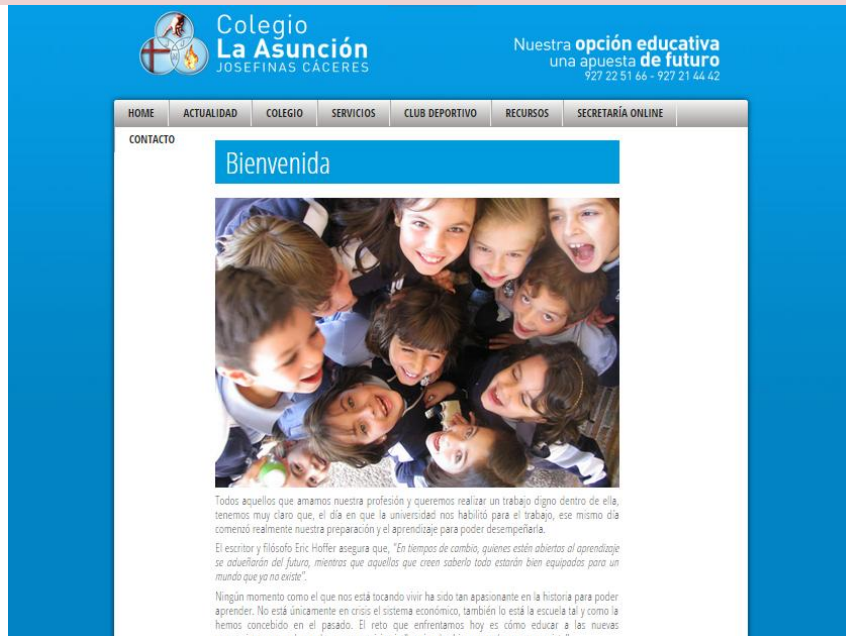 Colegio
La Asunción
JOSEFINAS CÁCERES
Nuestra opción educativa
una apuesta de futuro
927 22 51 66 - 927 21 44 42
HOME ACTUALIDAD COLEGIO SERVICIOS CLUB DEPORTIVO RECURSOS SECRETARÍA ONLINE
CONTACTO
Bienvenida
Todos aquellos que amamos nuestra profesión y queremos realizar un trabajo digno dentro de ella,
tenemos muy claro que, el día en que la universidad nos habilitó para el trabajo, ese mismo día
comenzó realmente nuestra preparación y el aprendizaje para poder desempeñarla.
El escritor y filósofo Eric Hoffer asegura que, "En tiempos de cambio, quienes estén abiertos al aprendizaje
se adueñarán del futuro, mientras que aquellos que creen saberlo todo estarán bien equipados para un
mundo que ya no existe".
Ningún momento como el que nos está tocando vivir ha sido tan apasionante en la historia para poder
aprender. No está únicamente en crisis el sistema económico, también lo está la escuela tal y como la
hemos concebido en el pasado. El reto que enfrentamos hoy es cómo educar a las nuevas